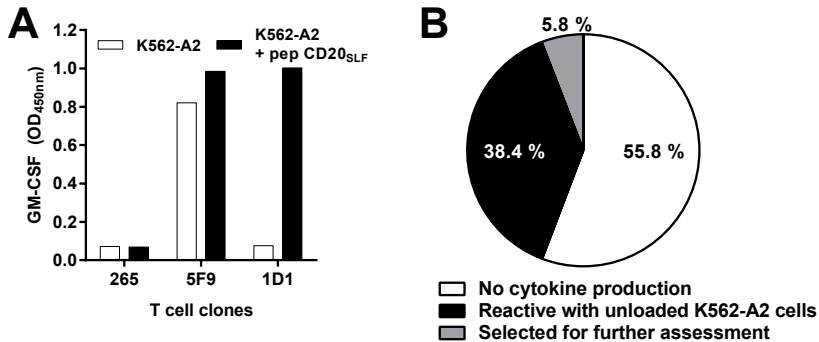 A
K562-A2
K562-A2
+ pep CD20SLF
GM-CSF (OD450nm)
1.2
1.0
0.8
0.6
0.4
0.2
0.0
265
5F9
1D1
T cell clones
B
5.8 %
38.4 %
55.8 %
No cytokine production
Reactive with unloaded K562-A2 cells
Selected for further assessment